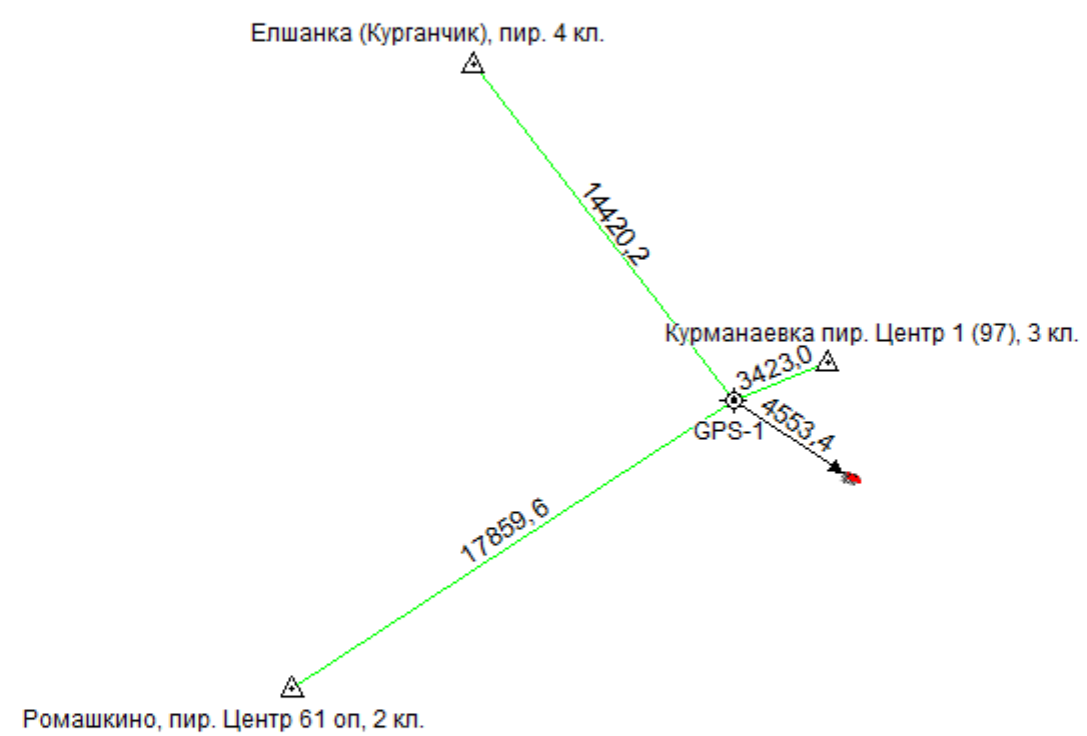 Елшанка (Курганчик), пир. 4 кл.
14420,2
Курманаевка пир. Центр 1 (97), 3 кл.
3423,0
4553,4
GPS-1
17859,6
Ромашкино, пир. Центр 61 оп, 2 кл.